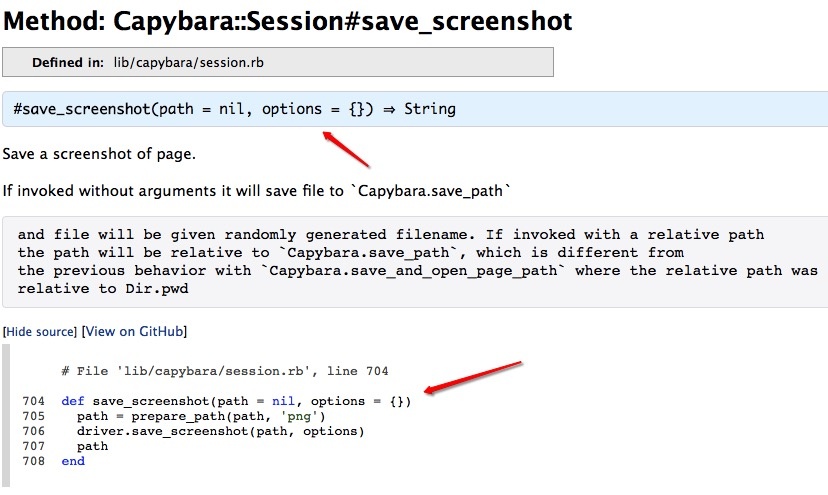 Method: Capybara::Session#save_screenshot
Defined in: lib/capybara/session.rb
#save_screenshot(path = nil, options = {}) ⇒ String
Save a screenshot of page.
If invoked without arguments it will save file to `Capybara.save_path`
and file will be given randomly generated filename. If invoked with a relative path
the path will be relative to `Capybara.save_path`, which is different from
the previous behavior with `Capybara.save_and_open_page_path` where the relative path was
relative to Dir.pwd
[Hide source] [View on GitHub]
# File 'lib/capybara/session.rb', line 704
704 def save_screenshot(path = nil, options = {})
705 path = prepare_path(path, 'png')
706 driver.save_screenshot(path, options)
707 path
708 end